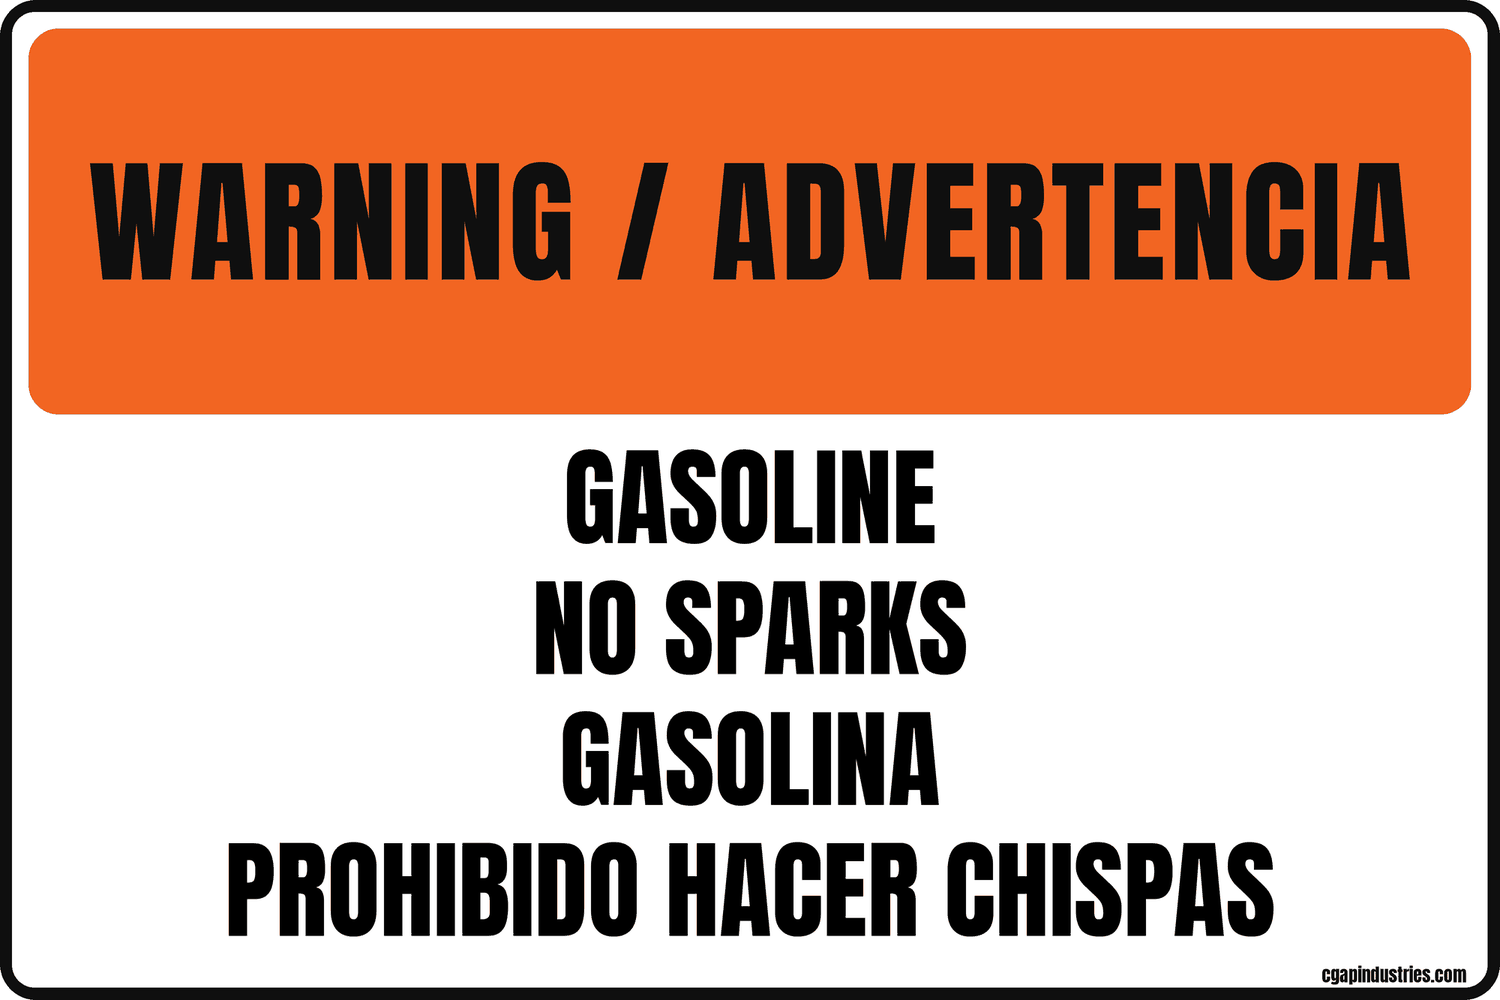 WARNING / ADVERTENCIA
GASOLINE
NO SPARKS
GASOLINA
PROHIBIDO HACER CHISPAS
cgapindustries.com